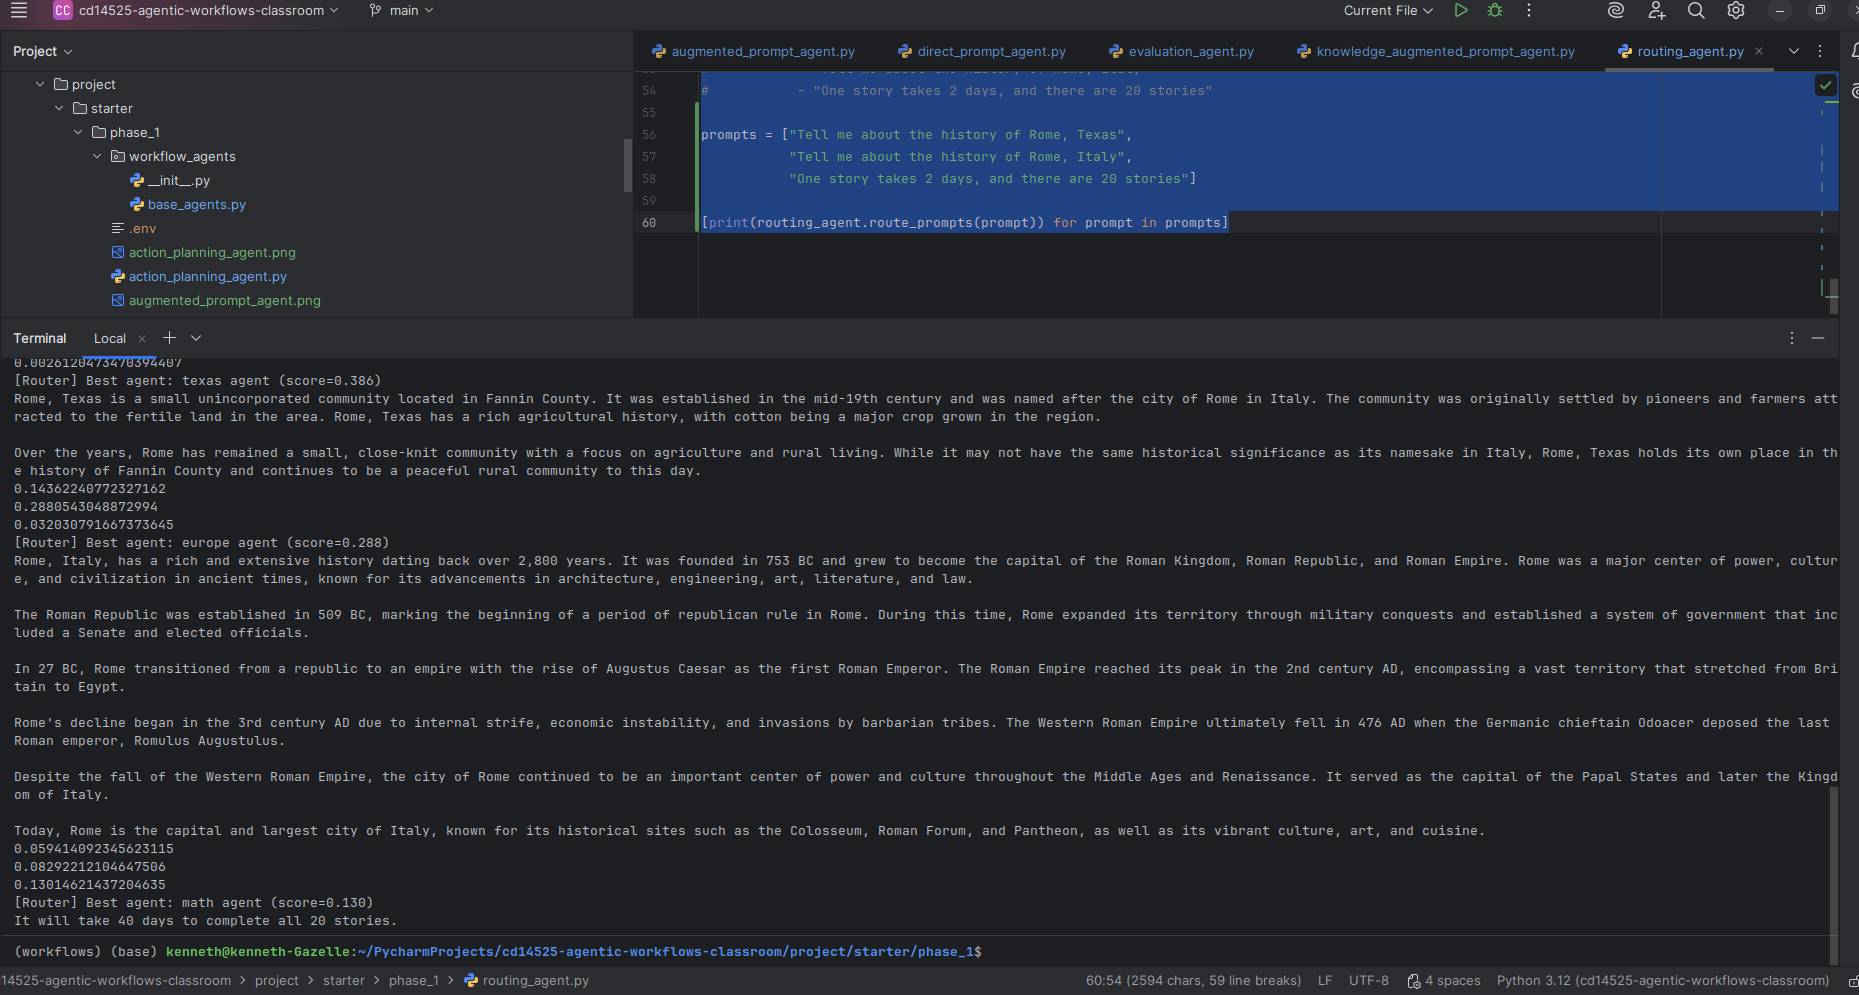 CC cd14525-agentic-workflows-classroom main Current File
Project
augmented_prompt_agent.py direct_prompt_agent.py evaluation_agent.py knowledge_augmented_prompt_agent.py routing_agent.py
project
starter
phase_1
workflow_agents
__init__.py
base_agents.py
.env
action_planning_agent.png
action_planning_agent.py
augmented_prompt_agent.png
54 # - "One story takes 2 days, and there are 20 stories"
55
56 prompts = ["Tell me about the history of Rome, Texas",
57 "Tell me about the history of Rome, Italy",
58 "One story takes 2 days, and there are 20 stories"]
59
60 [print(routing_agent.route_prompts(prompt)) for prompt in prompts]
Terminal Local
0.0026120473470394407
[Router] Best agent: texas agent (score=0.386)
Rome, Texas is a small unincorporated community located in Fannin County. It was established in the mid-19th century and was named after the city of Rome in Italy. The community was originally settled by pioneers and farmers att
racted to the fertile land in the area. Rome, Texas has a rich agricultural history, with cotton being a major crop grown in the region.
Over the years, Rome has remained a small, close-knit community with a focus on agriculture and rural living. While it may not have the same historical significance as its namesake in Italy, Rome, Texas holds its own place in th
e history of Fannin County and continues to be a peaceful rural community to this day.
0.14362240772327162
0.2880543048872994
0.032030791667373645
[Router] Best agent: europe agent (score=0.288)
Rome, Italy, has a rich and extensive history dating back over 2,800 years. It was founded in 753 BC and grew to become the capital of the Roman Kingdom, Roman Republic, and Roman Empire. Rome was a major center of power, cultur
e, and civilization in ancient times, known for its advancements in architecture, engineering, art, literature, and law.
The Roman Republic was established in 509 BC, marking the beginning of a period of republican rule in Rome. During this time, Rome expanded its territory through military conquests and established a system of government that inc
luded a Senate and elected officials.
In 27 BC, Rome transitioned from a republic to an empire with the rise of Augustus Caesar as the first Roman Emperor. The Roman Empire reached its peak in the 2nd century AD, encompassing a vast territory that stretched from Bri
tain to Egypt.
Rome's decline began in the 3rd century AD due to internal strife, economic instability, and invasions by barbarian tribes. The Western Roman Empire ultimately fell in 476 AD when the Germanic chieftain Odoacer deposed the last
Roman emperor, Romulus Augustulus.
Despite the fall of the Western Roman Empire, the city of Rome continued to be an important center of power and culture throughout the Middle Ages and Renaissance. It served as the capital of the Papal States and later the Kingd
om of Italy.
Today, Rome is the capital and largest city of Italy, known for its historical sites such as the Colosseum, Roman Forum, and Pantheon, as well as its vibrant culture, art, and cuisine.
0.059414092345623115
0.08292212104647506
0.13014621437204635
[Router] Best agent: math agent (score=0.130)
It will take 40 days to complete all 20 stories.
(workflows) (base) kenneth@kenneth-Gazelle:~/PycharmProjects/cd14525-agentic-workflows-classroom/project/starter/phase_1$
14525-agentic-workflows-classroom > project > starter > phase_1 > routing_agent.py 60:54 (2594 chars, 59 line breaks) LF UTF-8 4 spaces Python 3.12 (cd14525-agentic-workflows-classroom)